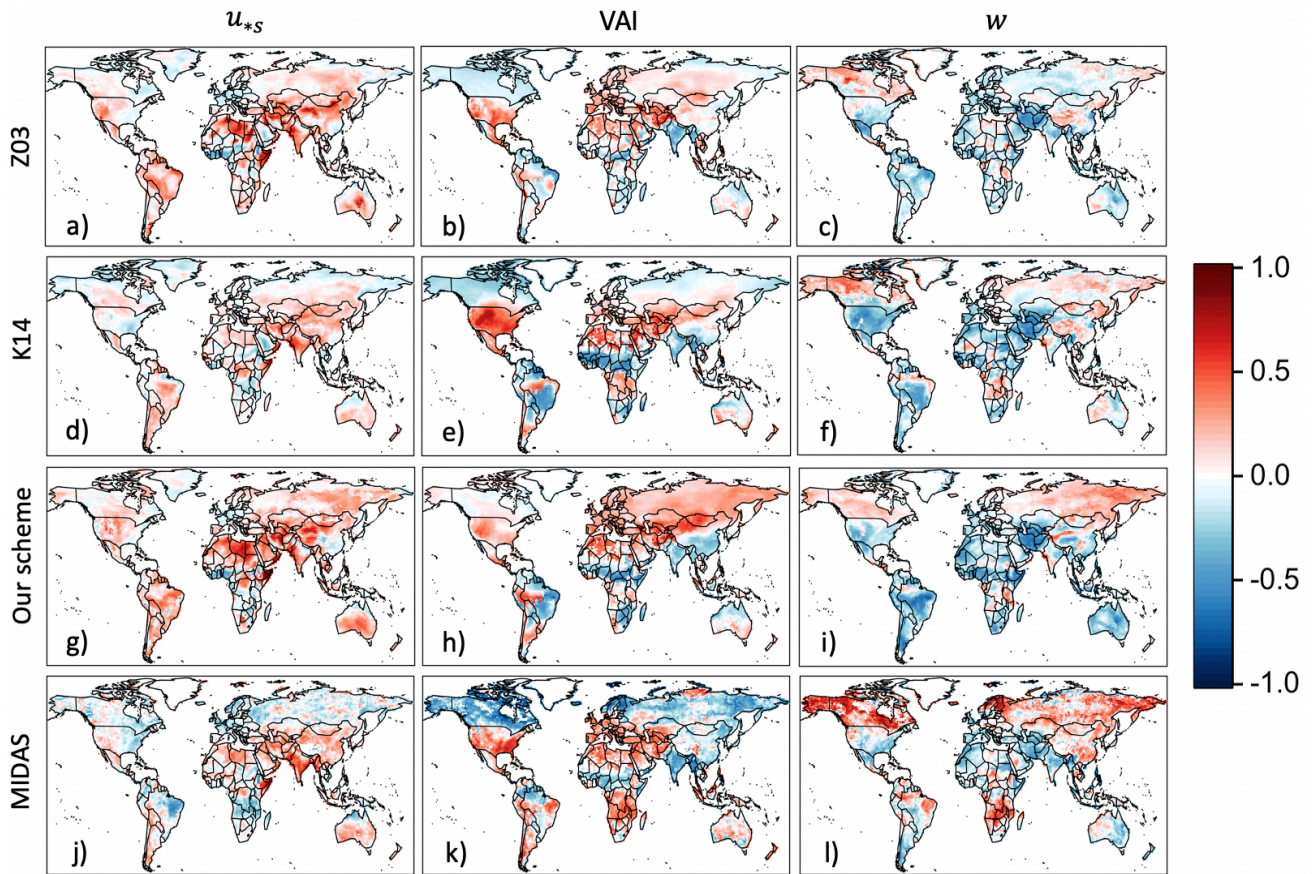 u*s VAI w
Z03
a) b) c)
1.0
K14
0.5
d) e) f)
0.0
Our scheme
-0.5
g) h) i)
-1.0
MIDAS
j) k) l)